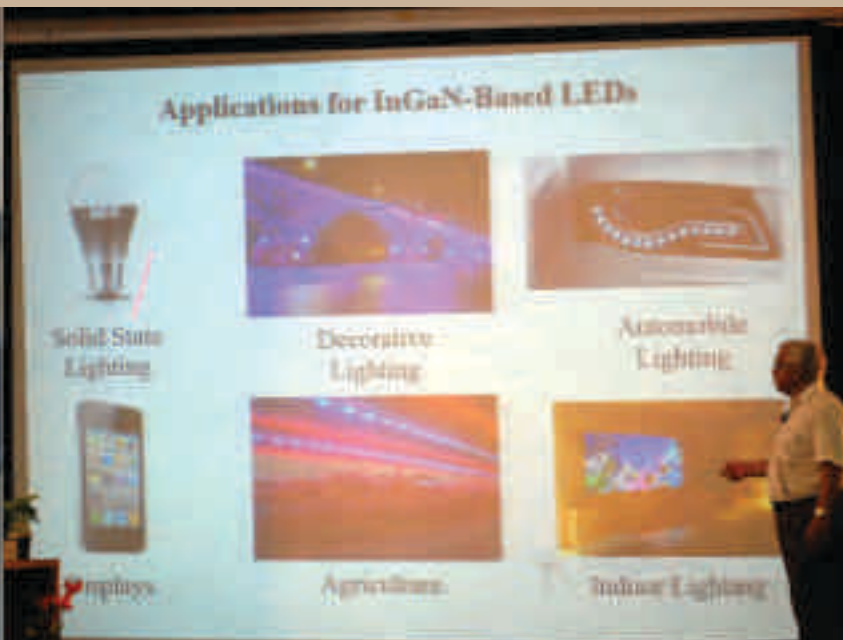 Applications for InGaN-Based LEDs
Solid State
Lighting
Decorative
Lighting
Automobile
Lighting
Agriculture
Indoor Lighting